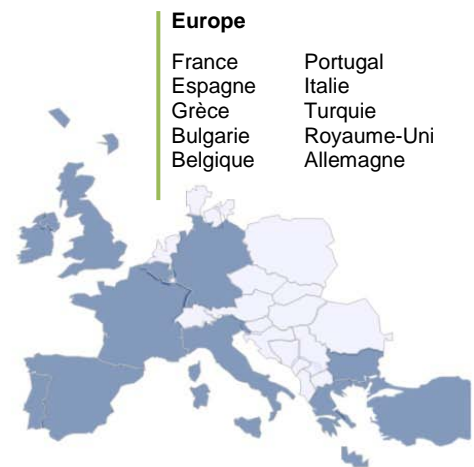 Europe
France Portugal
Espagne Italie
Grèce Turquie
Bulgarie Royaume-Uni
Belgique Allemagne